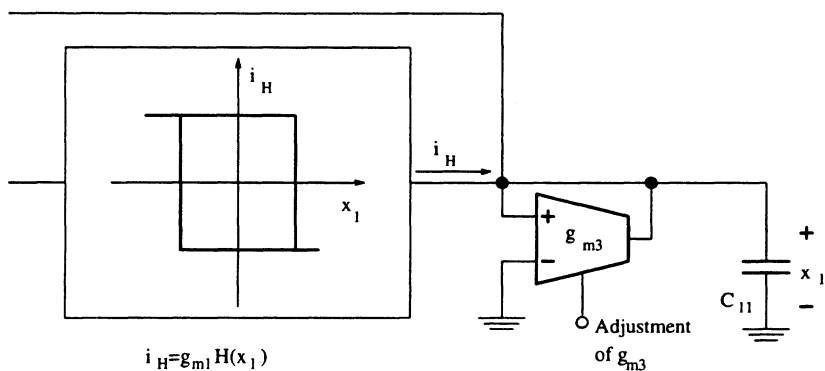 i H
i H
x 1
+
g m3
−
+
x 1
−
C 11
Adjustment
of g m3
i H =g m1 H(x 1 )